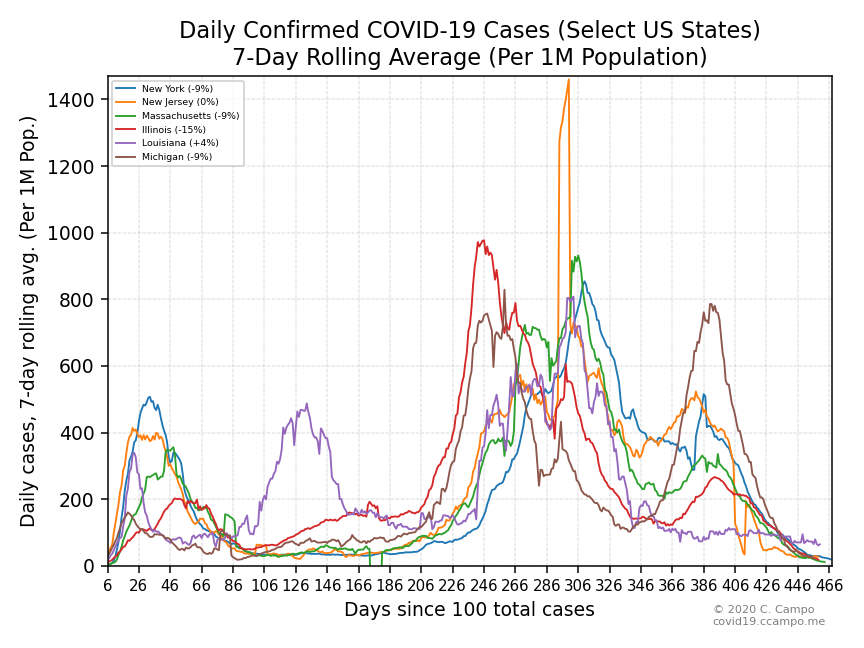 Daily Confirmed COVID-19 Cases (Select US States)
7-Day Rolling Average (Per 1M Population)
Daily cases, 7-day rolling avg. (Per 1M Pop.)
1400
1200
1000
800
600
400
200
0
New York (-9%)
New Jersey (0%)
Massachusetts (-9%)
Illinois (-15%)
Louisiana (+4%)
Michigan (-9%)
6 26 46 66 86 106 126 146 166 186 206 226 246 266 286 306 326 346 366 386 406 426 446 466
Days since 100 total cases
© 2020 C. Campo
covid19.ccampo.me